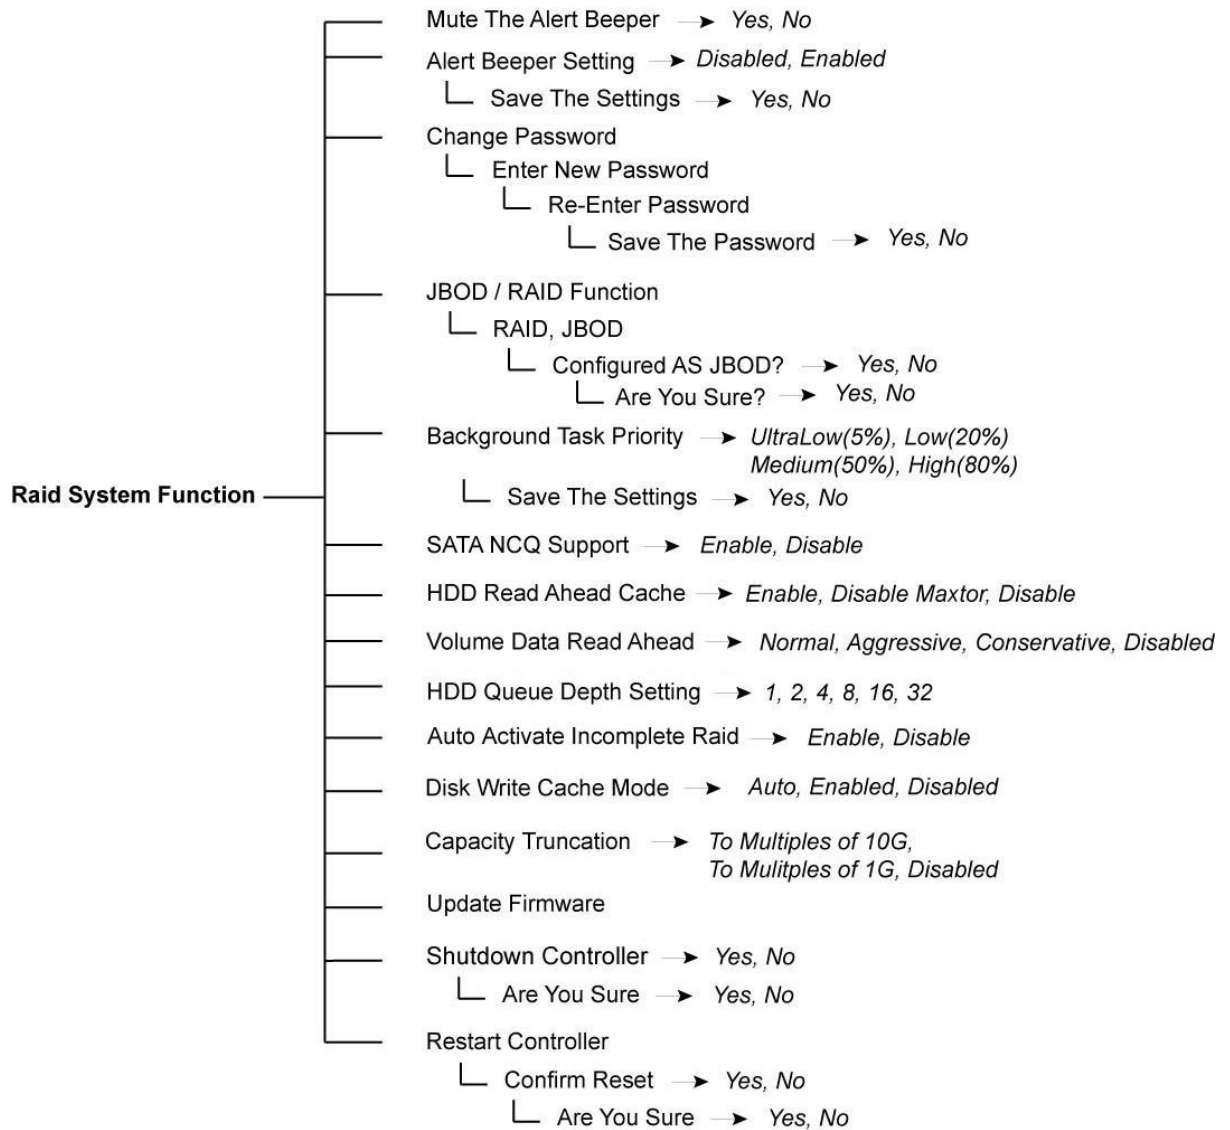 Mute The Alert Beeper Yes, No
Alert Beeper Setting Disabled, Enabled
Save The Settings Yes, No
Change Password
Enter New Password
Re-Enter Password
Save The Password Yes, No
JBOD / RAID Function
RAID, JBOD
Configured AS JBOD? Yes, No
Are You Sure? Yes, No
Background Task Priority UltraLow(5%), Low(20%)
Medium(50%), High(80%)
Raid System Function
Save The Settings Yes, No
SATA NCQ Support Enable, Disable
HDD Read Ahead Cache Enable, Disable Maxtor, Disable
Volume Data Read Ahead Normal, Aggressive, Conservative, Disabled
HDD Queue Depth Setting 1, 2, 4, 8, 16, 32
Auto Activate Incomplete Raid Enable, Disable
Disk Write Cache Mode Auto, Enabled, Disabled
Capacity Truncation To Multiples of 10G,
To Mulitples of 1G, Disabled
Update Firmware
Shutdown Controller Yes, No
Are You Sure Yes, No
Restart Controller
Confirm Reset Yes, No
Are You Sure Yes, No